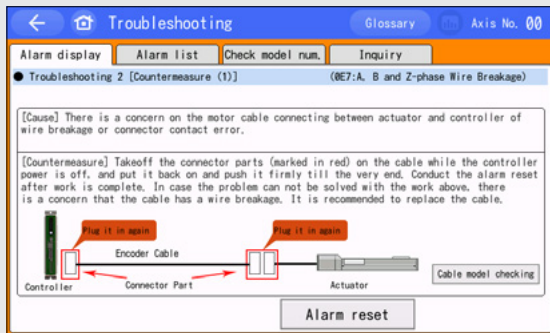 Troubleshooting
Glossary
Axis No. 00
Alarm display
Alarm list
Check model num.
Inquiry
● Troubleshooting 2 [Countermeasure (1)] (0E7:A, B and Z-phase Wire Breakage)
[Cause] There is a concern on the motor cable connecting between actuator and controller of
wire breakage or connector contact error.
[Countermeasure] Takeoff the connector parts (marked in red) on the cable while the controller
power is off, and put it back on and push it firmly till the very end. Conduct the alarm reset
after work is complete. In case the problem can not be solved with the work above, there
is a concern that the cable has a wire breakage. It is recommended to replace the cable.
Plug it in again
Plug it in again
Encoder Cable
Controller
Connector Part
Actuator
Cable model checking
Alarm reset